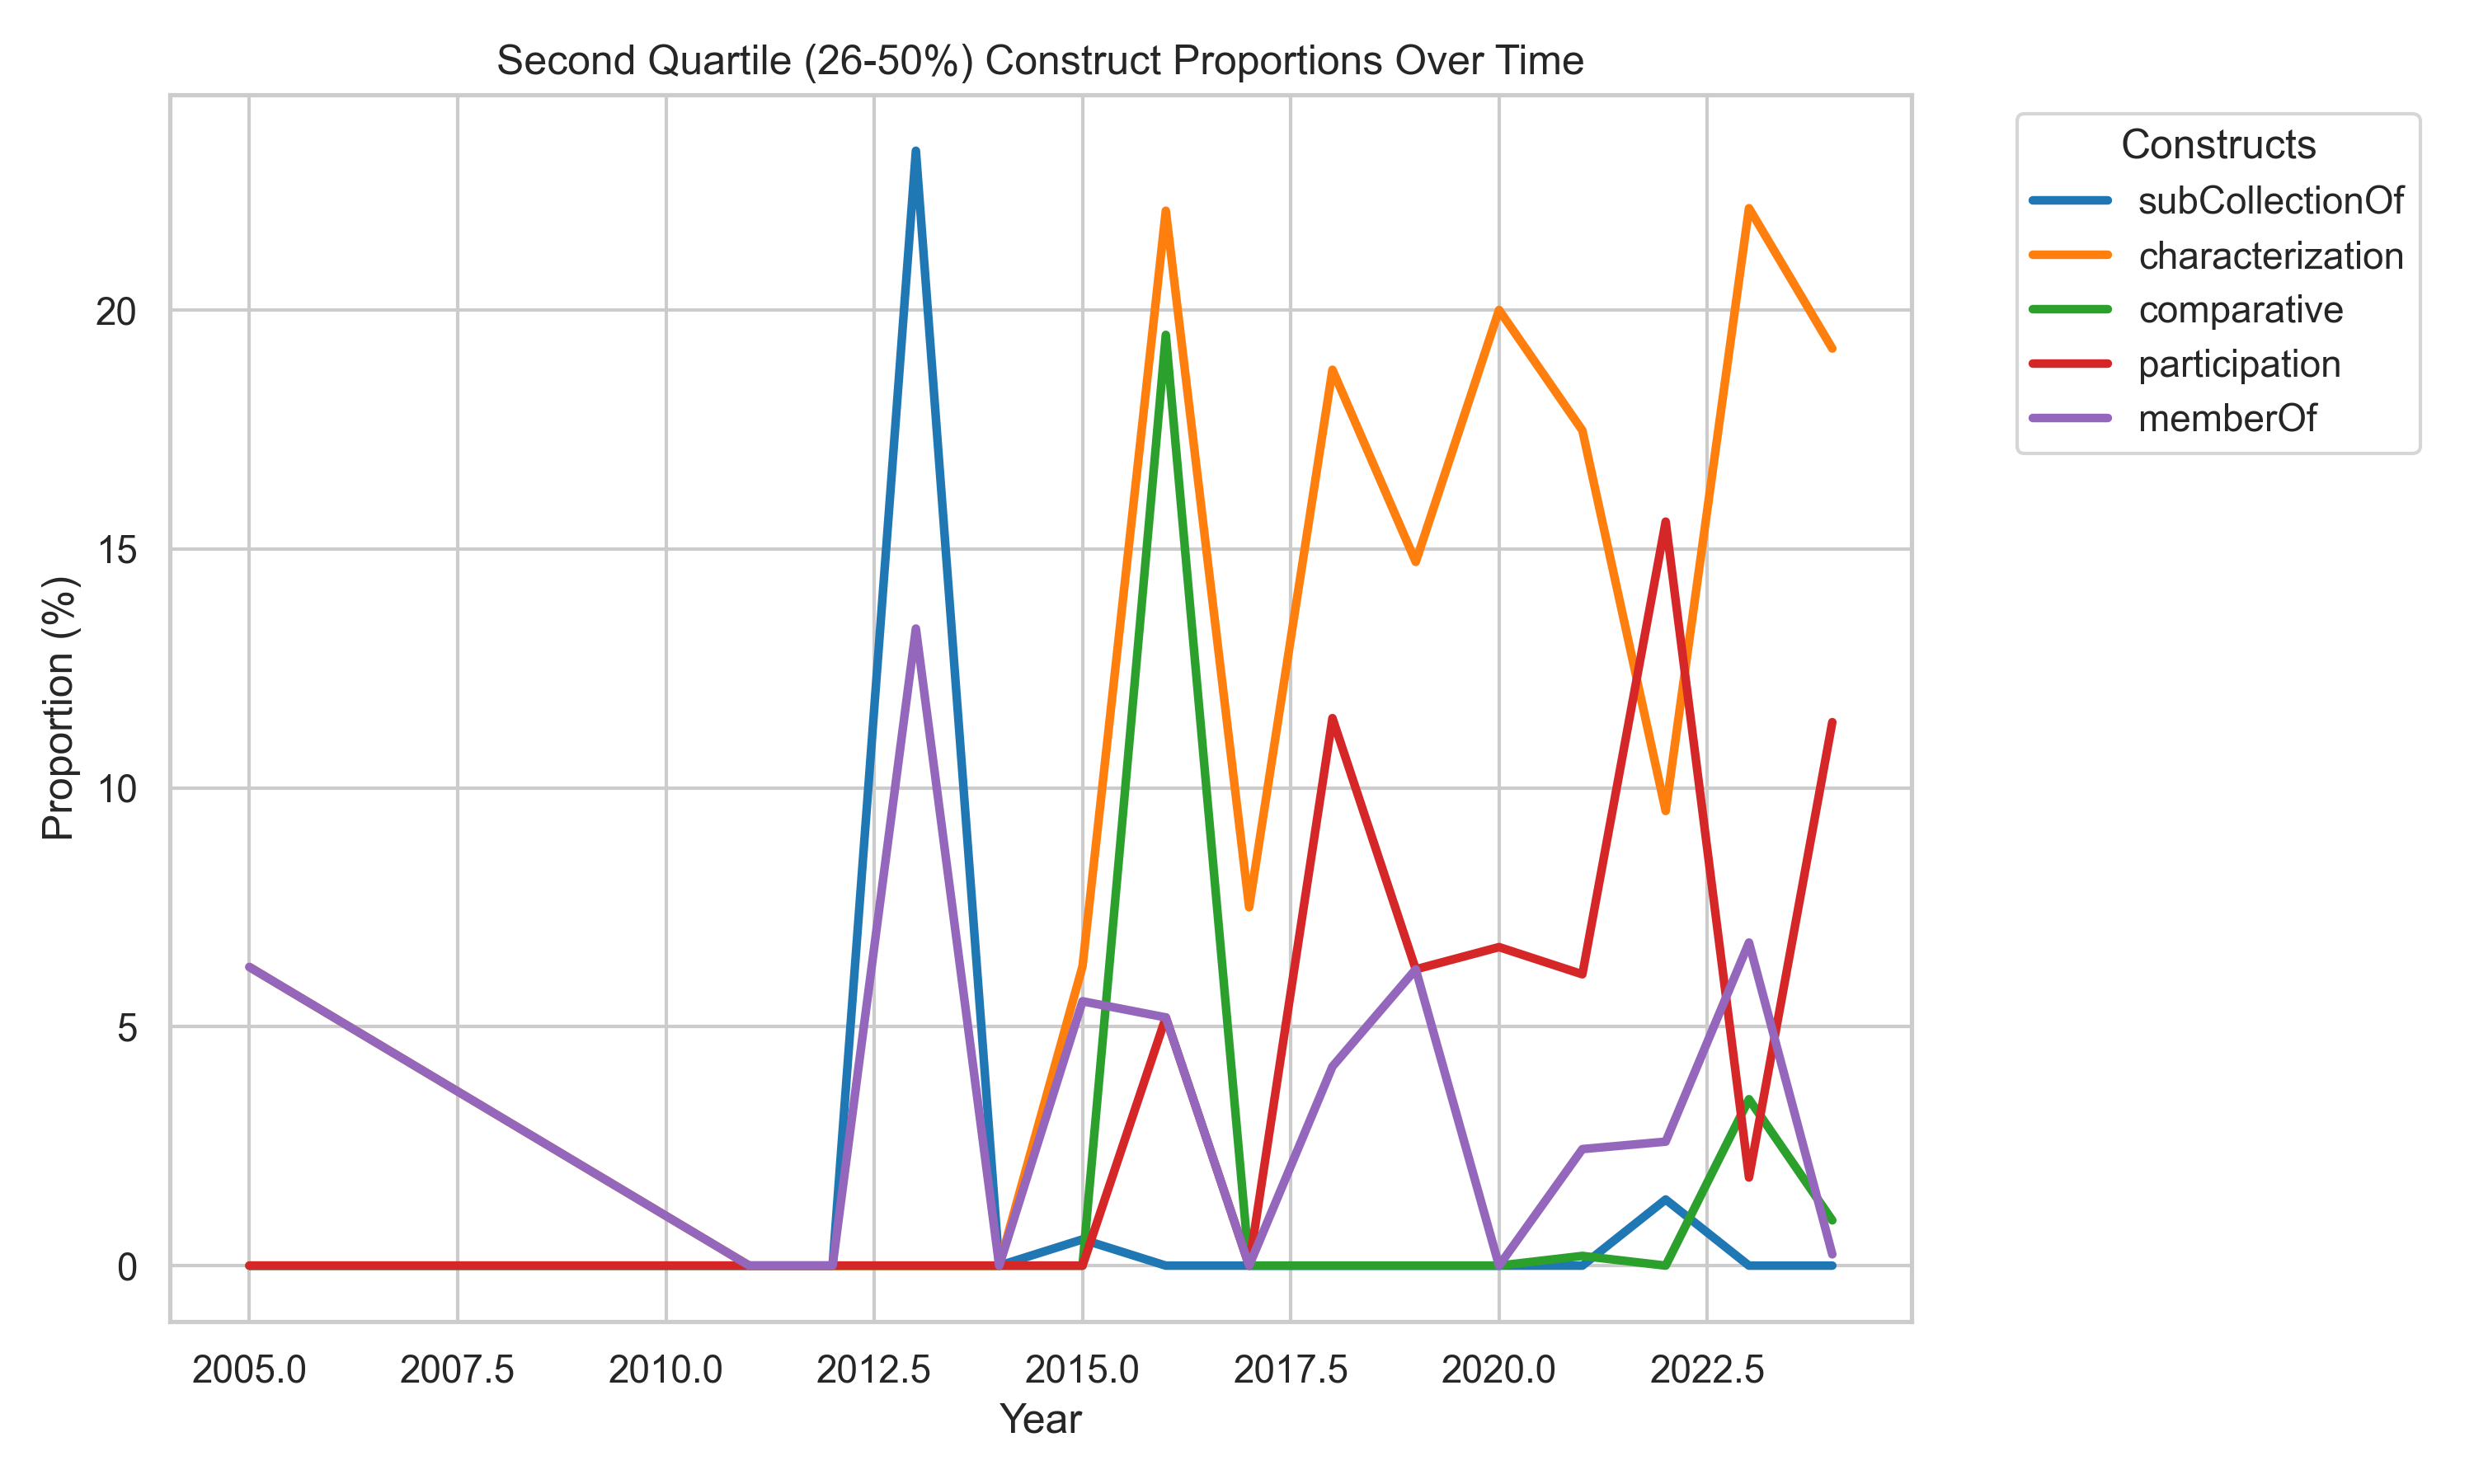 Second Quartile (26-50%) Construct Proportions Over Time
Constructs
subCollectionOf
characterization
comparative
participation
memberOf
Proportion (%)
20
15
10
5
0
2005.0 2007.5 2010.0 2012.5 2015.0 2017.5 2020.0 2022.5
Year